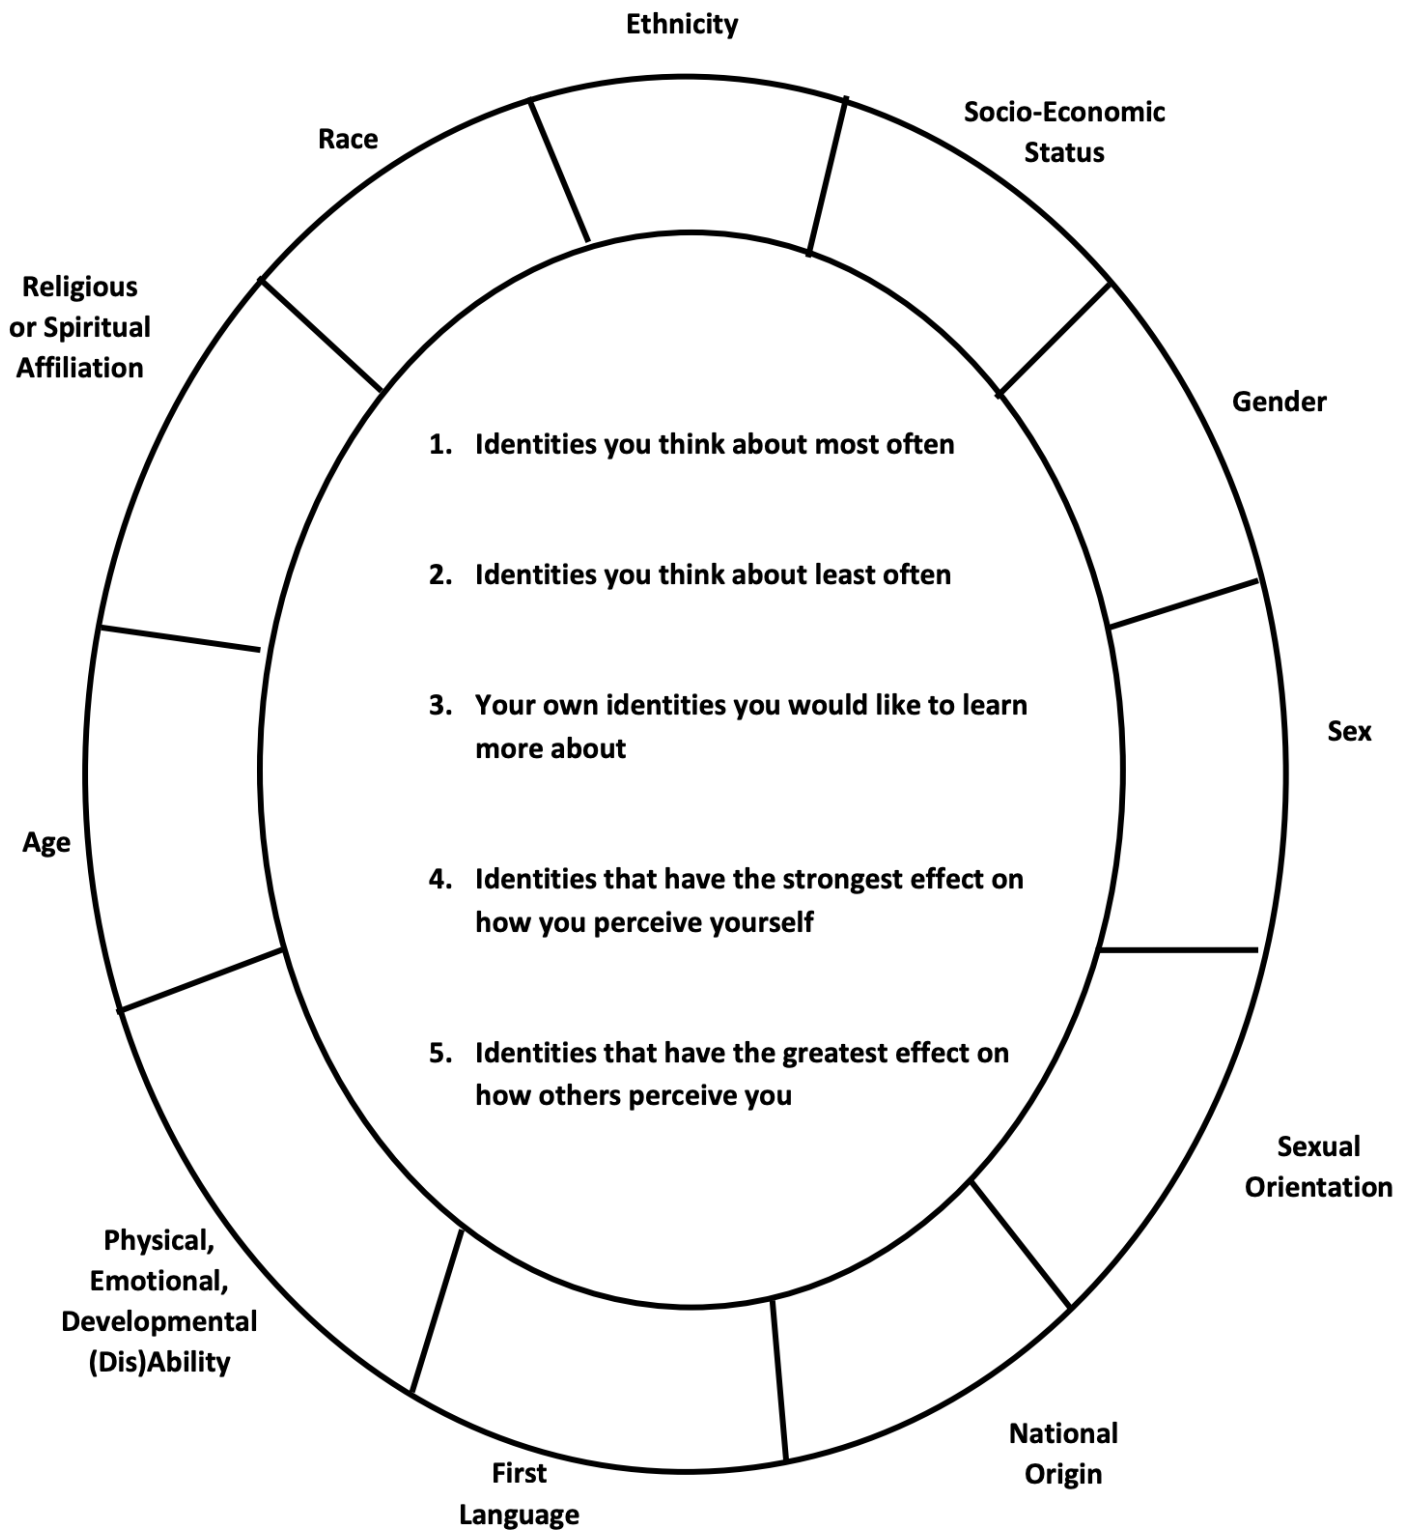 Ethnicity
Socio-Economic
Status
Race
Religious
or Spiritual
Affiliation
Gender
1. Identities you think about most often
2. Identities you think about least often
3. Your own identities you would like to learn
more about
Sex
Age
4. Identities that have the strongest effect on
how you perceive yourself
5. Identities that have the greatest effect on
how others perceive you
Sexual
Orientation
Physical,
Emotional,
Developmental
(Dis)Ability
National
Origin
First
Language